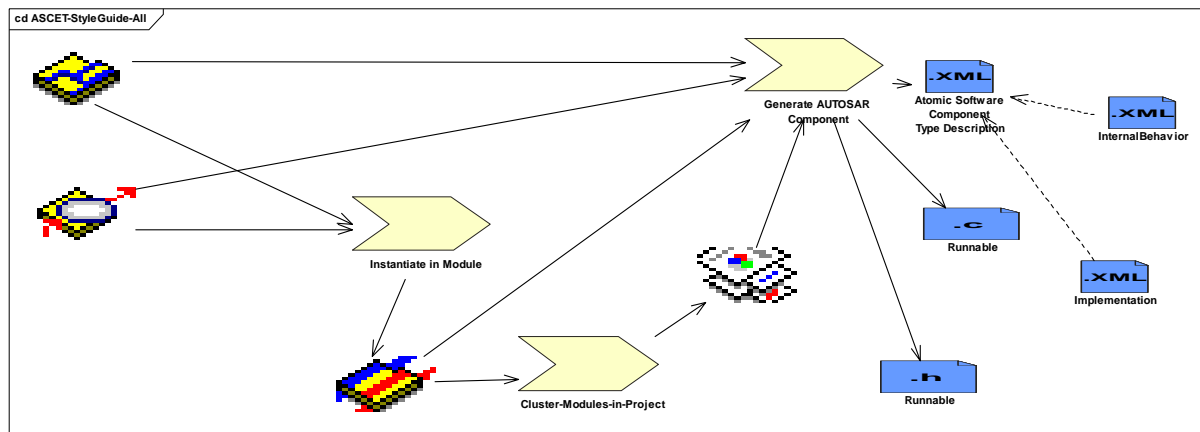 cd ASCET-StyleGuide-All
.XML
Generate AUTOSAR
Component
Atomic Software
Component
Type Description
.XML
InternalBehavior
.c
Runnable
Instantiate in Module
.XML
Implementation
.h
Runnable
Cluster-Modules-in-Project